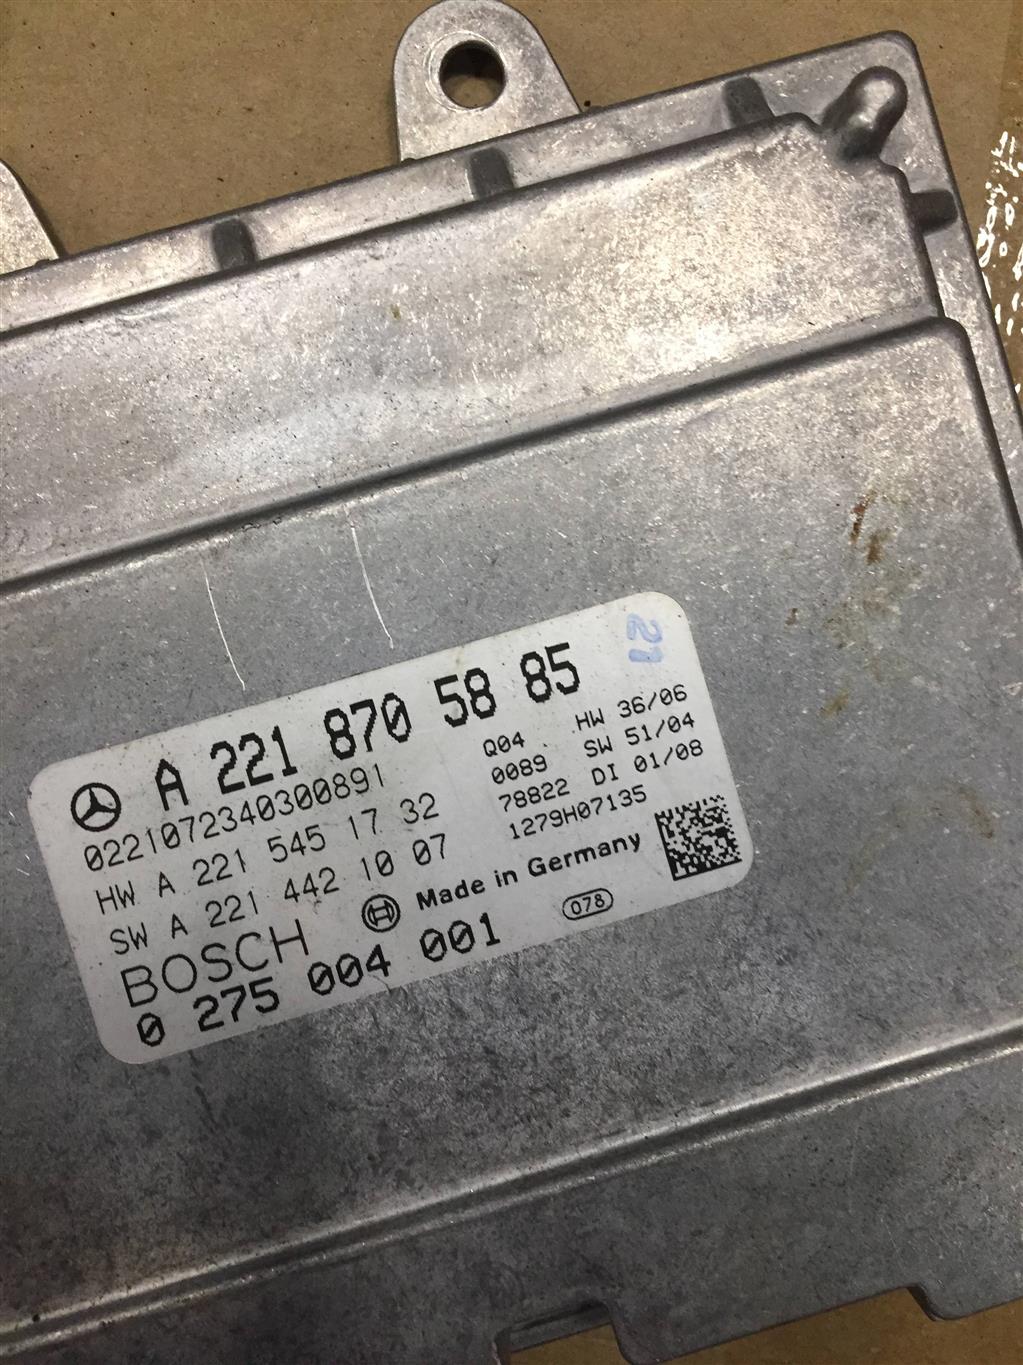 21
A 221 870 58 85
0221072340300891
HW A 221 545 17 32
SW A 221 442 10 07
Q04 HW 36/06
0089 SW 51/04
78822 DI 01/08
1279H07135
BOSCH Made in Germany
0 275 004 001
078